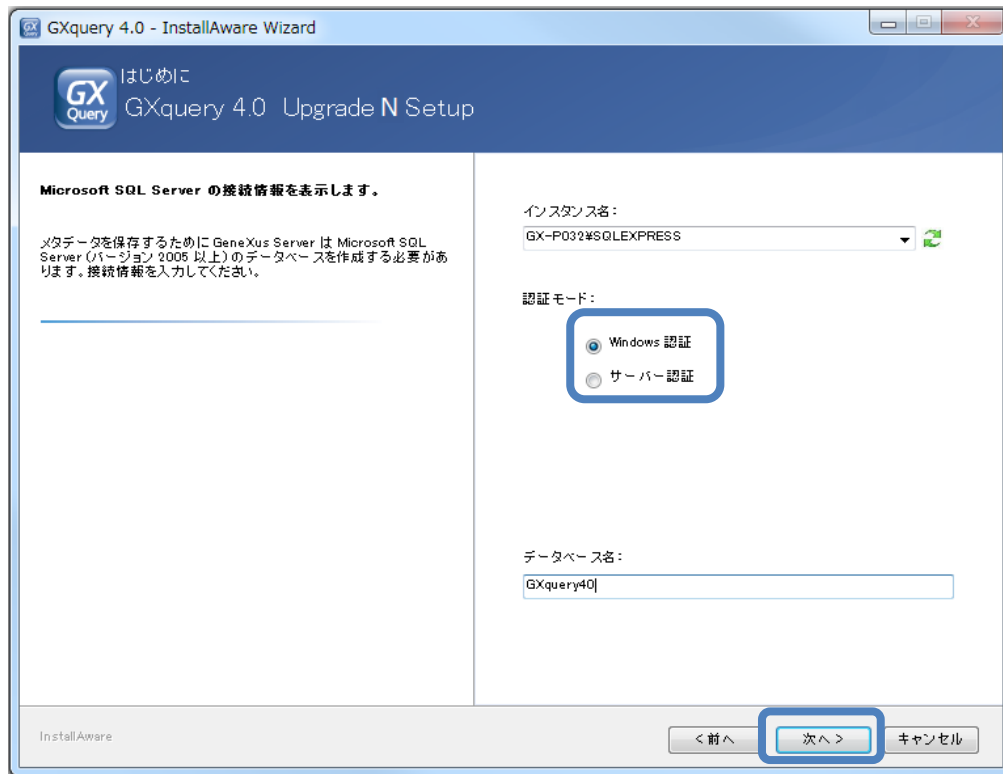 GXquery 4.0 - InstallAware Wizard
GX
Query
はじめに
GXquery 4.0 Upgrade N Setup
Microsoft SQL Server の接続情報を表示します。
メタデータを保存するために GeneXus Server は Microsoft SQL
Server (バージョン 2005 以上) のデータベースを作成する必要があ
ります。接続情報を入力してください。
インスタンス名:
GX-P032¥SQLEXPRESS
認証モード:
Windows 認証
サーバー認証
データベース名:
GXquery40
InstallAware
<前へ
次へ>
キャンセル